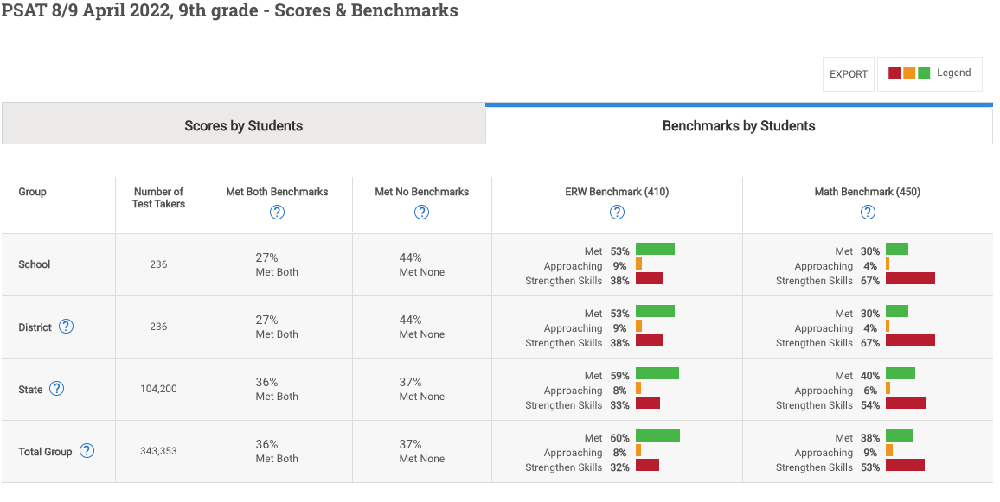 PSAT 8/9 April 2022, 9th grade - Scores & Benchmarks
EXPORT
Legend
Scores by Students
Benchmarks by Students
Group
Number of
Test Takers
Met Both Benchmarks
?
Met No Benchmarks
?
ERW Benchmark (410)
?
Math Benchmark (450)
?
School
236
27%
Met Both
44%
Met None
Met 53%
Approaching 9%
Strengthen Skills 38%
Met 30%
Approaching 4%
Strengthen Skills 67%
District ?
236
27%
Met Both
44%
Met None
Met 53%
Approaching 9%
Strengthen Skills 38%
Met 30%
Approaching 4%
Strengthen Skills 67%
State ?
104,200
36%
Met Both
37%
Met None
Met 59%
Approaching 8%
Strengthen Skills 33%
Met 40%
Approaching 6%
Strengthen Skills 54%
Total Group ?
343,353
36%
Met Both
37%
Met None
Met 60%
Approaching 8%
Strengthen Skills 32%
Met 38%
Approaching 9%
Strengthen Skills 53%